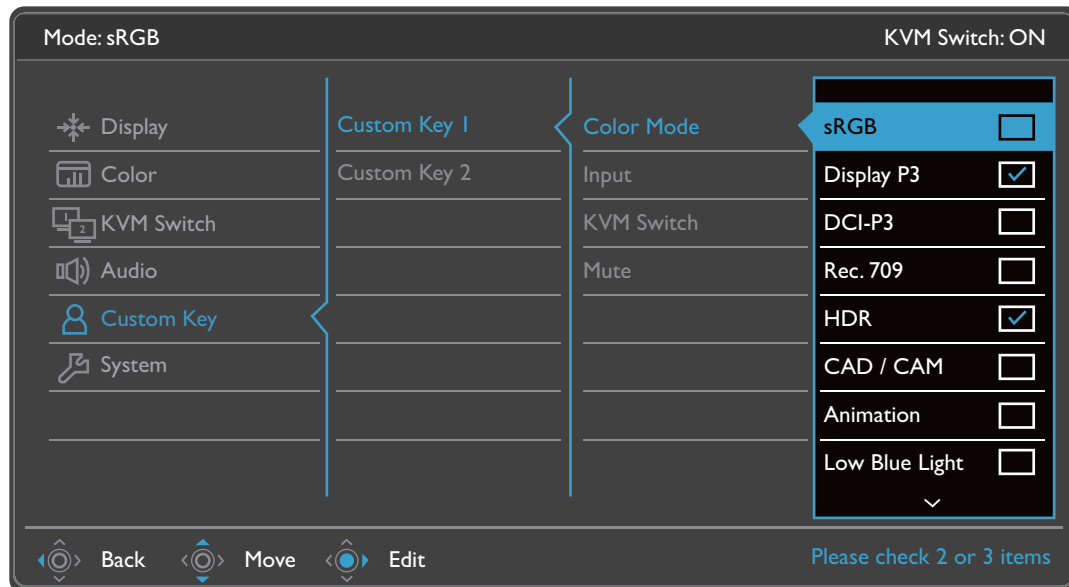 Mode: sRGB
KVM Switch: ON
Display
Color
1
2
KVM Switch
Audio
Custom Key
System
Custom Key 1
Custom Key 2
Color Mode
Input
KVM Switch
Mute
sRGB
Display P3
DCI-P3
Rec. 709
HDR
CAD / CAM
Animation
Low Blue Light
Back
Move
Edit
Please check 2 or 3 items